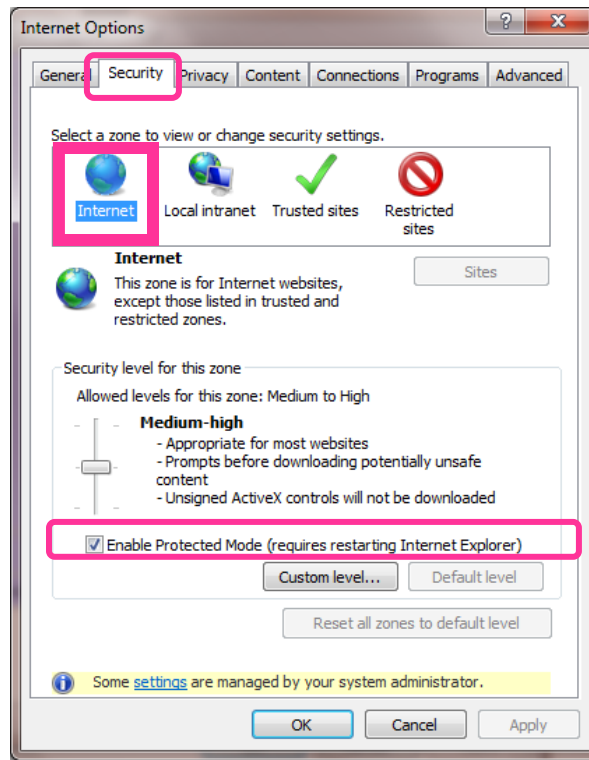 Internet Options
General Security Privacy Content Connections Programs Advanced
Select a zone to view or change security settings.
Internet Local intranet Trusted sites Restricted sites
Internet
This zone is for Internet websites,
except those listed in trusted and
restricted zones.
Sites
Security level for this zone
Allowed levels for this zone: Medium to High
Medium-high
- Appropriate for most websites
- Prompts before downloading potentially unsafe
content
- Unsigned ActiveX controls will not be downloaded
Enable Protected Mode (requires restarting Internet Explorer)
Custom level... Default level
Reset all zones to default level
Some settings are managed by your system administrator.
OK Cancel Apply